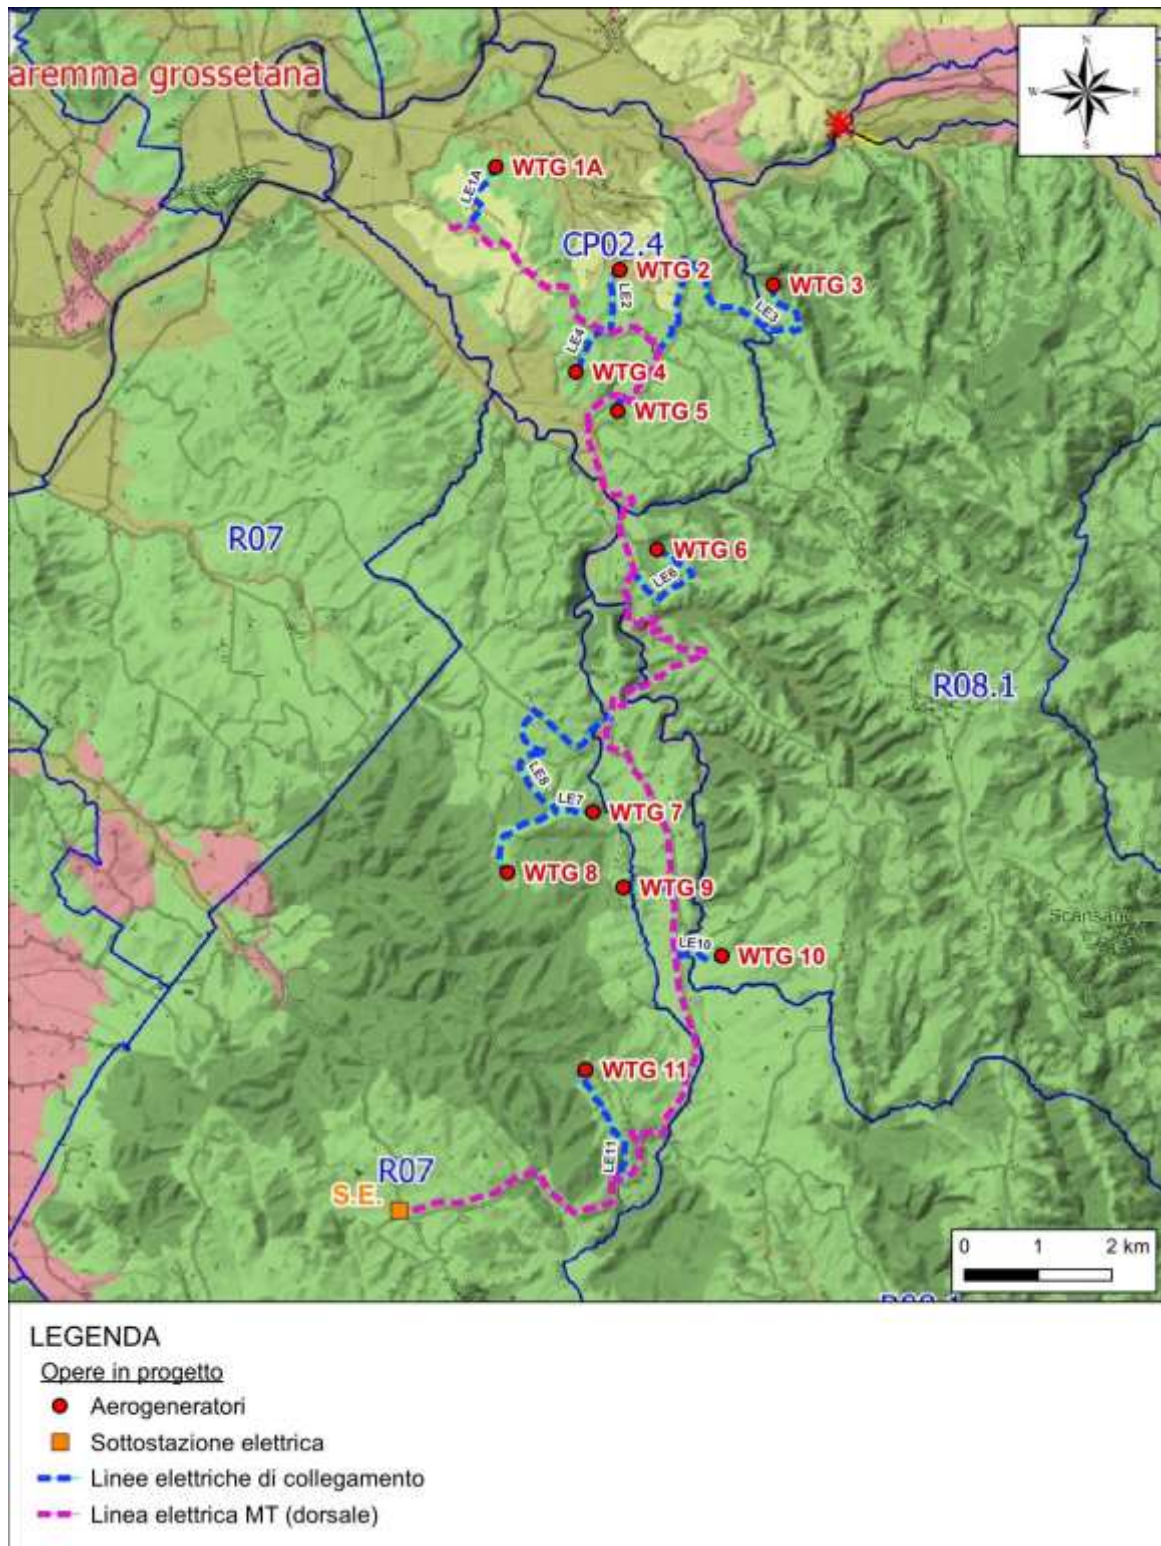 aremma grossetana
N
W
E
S
WTG 1A
LE1A
CP02.4
WTG 2
WTG 3
LE2
LE3
LE4
WTG 4
WTG 5
R07
WTG 6
LE6
R08.1
LE8
LE7
WTG 7
WTG 8
WTG 9
Scansano
LE10
WTG 10
WTG 11
LE11
R07
S.E.
0 1 2 km
LEGENDA
Opere in progetto
Aerogeneratori
Sottostazione elettrica
Linee elettriche di collegamento
Linea elettrica MT (dorsale)